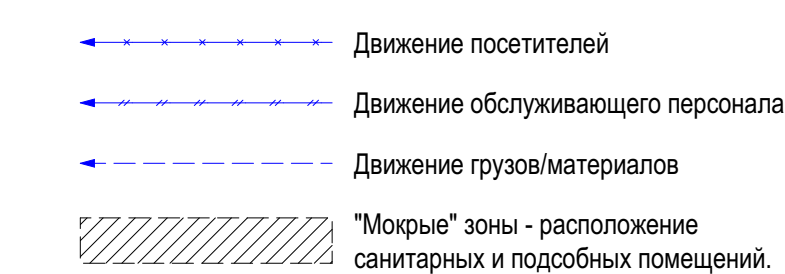 Движение посетителей
Движение обслуживающего персонала
Движение грузов/материалов
"Мокрые" зоны - расположение
санитарных и подсобных помещений.